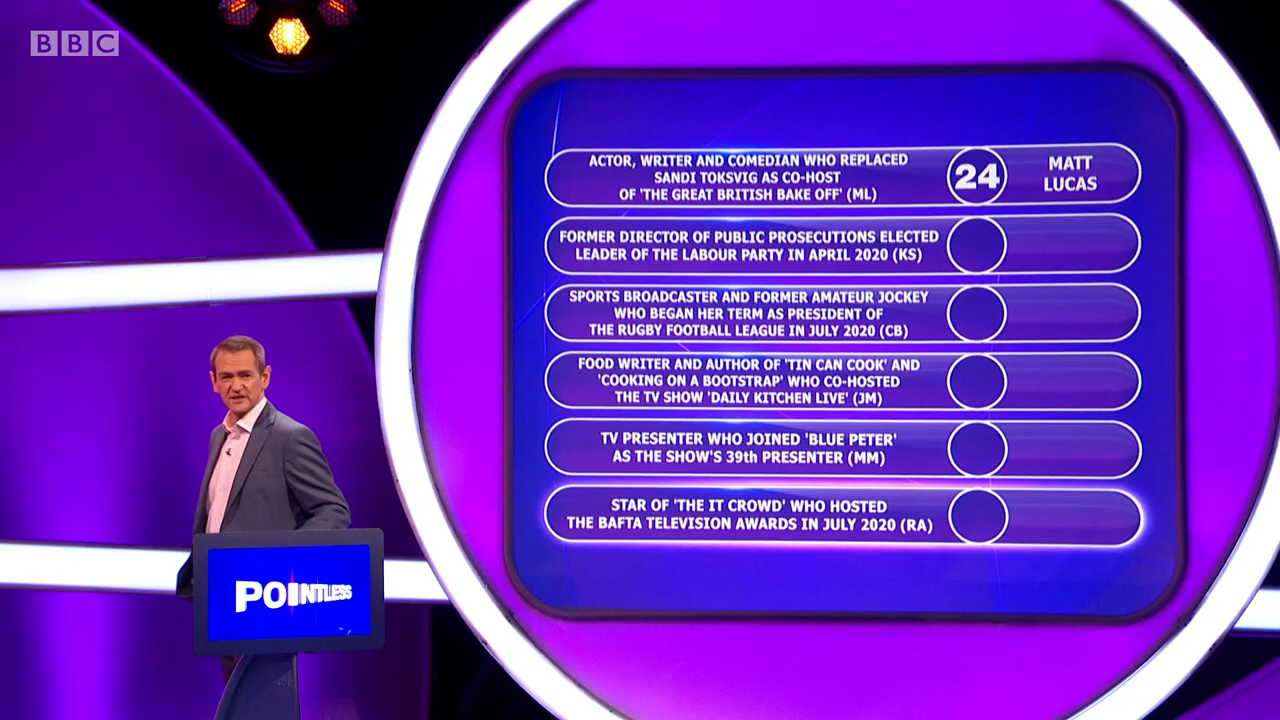 BBC
ACTOR, WRITER AND COMEDIAN WHO REPLACED
SANDI TOKSVIG AS CO-HOST
OF 'THE GREAT BRITISH BAKE OFF' (ML)
24
MATT
LUCAS
FORMER DIRECTOR OF PUBLIC PROSECUTIONS ELECTED
LEADER OF THE LABOUR PARTY IN APRIL 2020 (KS)
SPORTS BROADCASTER AND FORMER AMATEUR JOCKEY
WHO BEGAN HER TERM AS PRESIDENT OF
THE RUGBY FOOTBALL LEAGUE IN JULY 2020 (CB)
FOOD WRITER AND AUTHOR OF 'TIN CAN COOK' AND
'COOKING ON A BOOTSTRAP' WHO CO-HOSTED
THE TV SHOW 'DAILY KITCHEN LIVE' (JM)
TV PRESENTER WHO JOINED 'BLUE PETER'
AS THE SHOW'S 39th PRESENTER (MM)
STAR OF 'THE IT CROWD' WHO HOSTED
THE BAFTA TELEVISION AWARDS IN JULY 2020 (RA)
POINTLESS